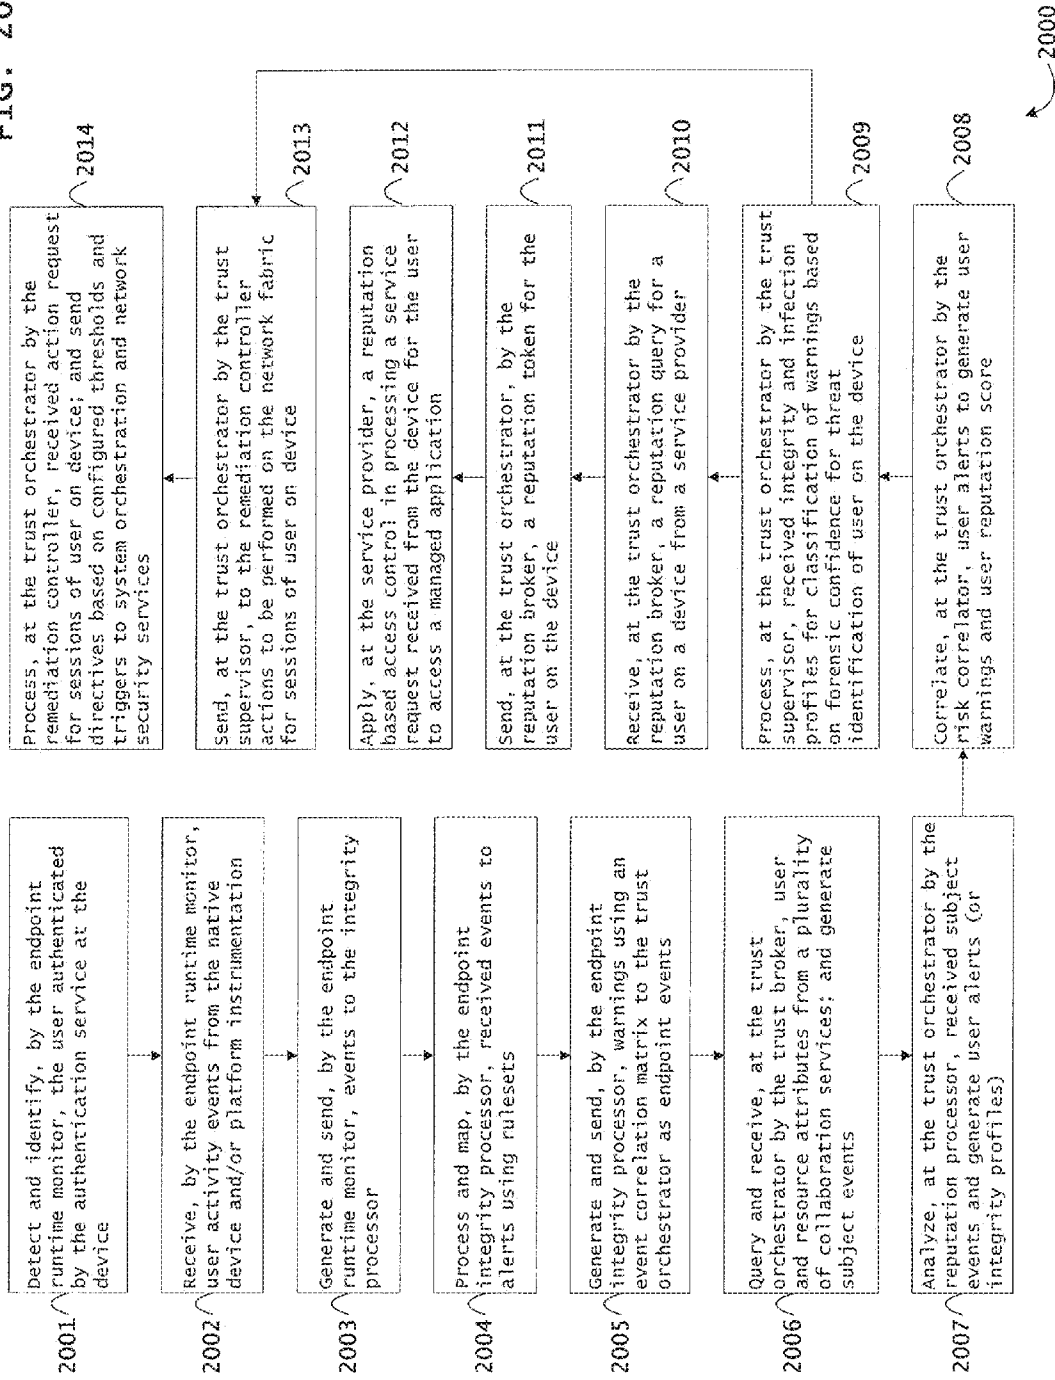 FIG. 20
2001
Detect and identify, by the endpoint
runtime monitor, the user authenticated
by the authentication service at the
device
2002
Receive, by the endpoint runtime monitor,
user activity events from the native
device and/or platform instrumentation
2003
Generate and send, by the endpoint
runtime monitor, events to the integrity
processor
2004
Process and map, by the endpoint
integrity processor, received events to
alerts using rulesets
2005
Generate and send, by the endpoint
integrity processor, warnings using an
event correlation matrix to the trust
orchestrator as endpoint events
2006
Query and receive, at the trust
orchestrator by the trust broker, user
and resource attributes from a plurality
of collaboration services; and generate
subject events
2007
Analyze, at the trust orchestrator by the
reputation processor, received subject
events and generate user alerts (or
integrity profiles)
2008
Correlate, at the trust orchestrator by the
risk correlator, user alerts to generate user
warnings and user reputation score
2009
Process, at the trust orchestrator by the trust
supervisor, received integrity and infection
profiles for classification of warnings based
on forensic confidence for threat
identification of user on the device
2010
Receive, at the trust orchestrator by the
reputation broker, a reputation query for a
user on a device from a service provider
2011
Send, at the trust orchestrator, by the
reputation broker, a reputation token for the
user on the device
2012
Apply, at the service provider, a reputation
based access control in processing a service
request received from the device for the user
to access a managed application
2013
Send, at the trust orchestrator by the trust
supervisor, to the remediation controller
actions to be performed on the network fabric
for sessions of user on device
2014
Process, at the trust orchestrator by the
remediation controller, received action request
for sessions of user on device; and send
directives based on configured thresholds and
triggers to system orchestration and network
security services
2000